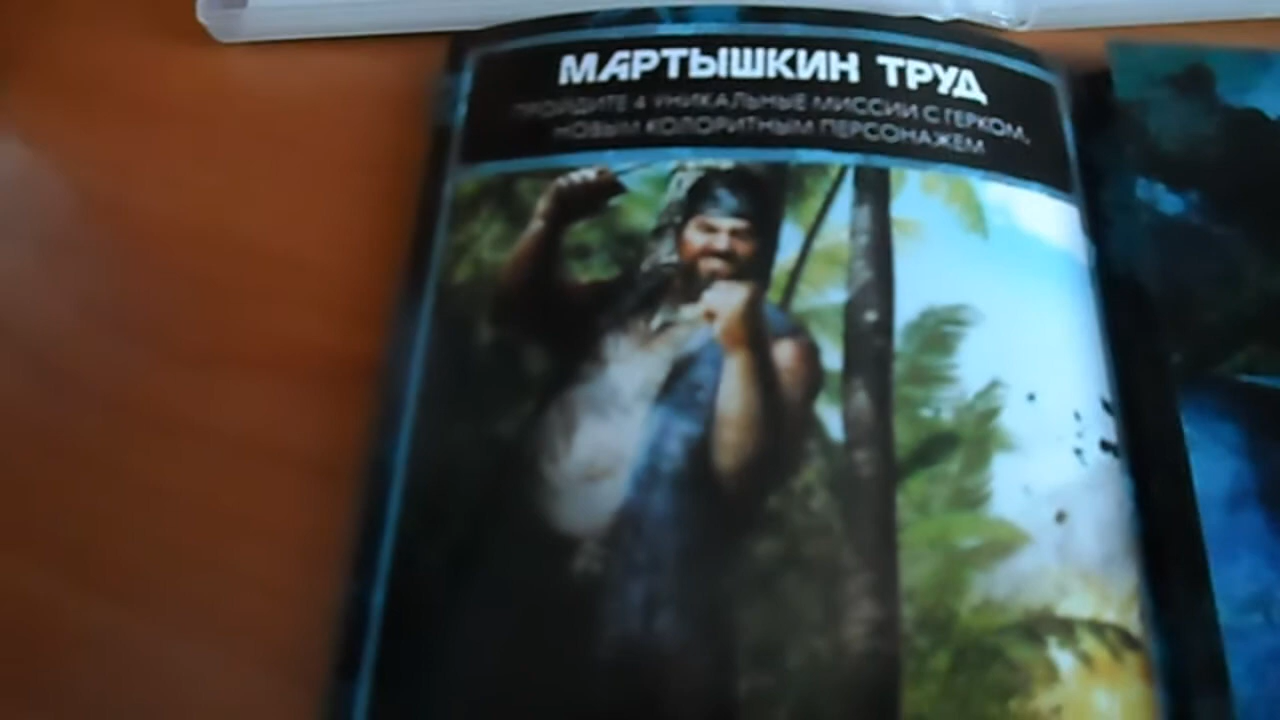 МАРТЫШКИН ТРУД
ПРОЙДИТЕ 4 УНИКАЛЬНЫЕ МИССИИ С ГЕРКОМ,
НОВЫМ КОЛОРИТНЫМ ПЕРСОНАЖЕМ